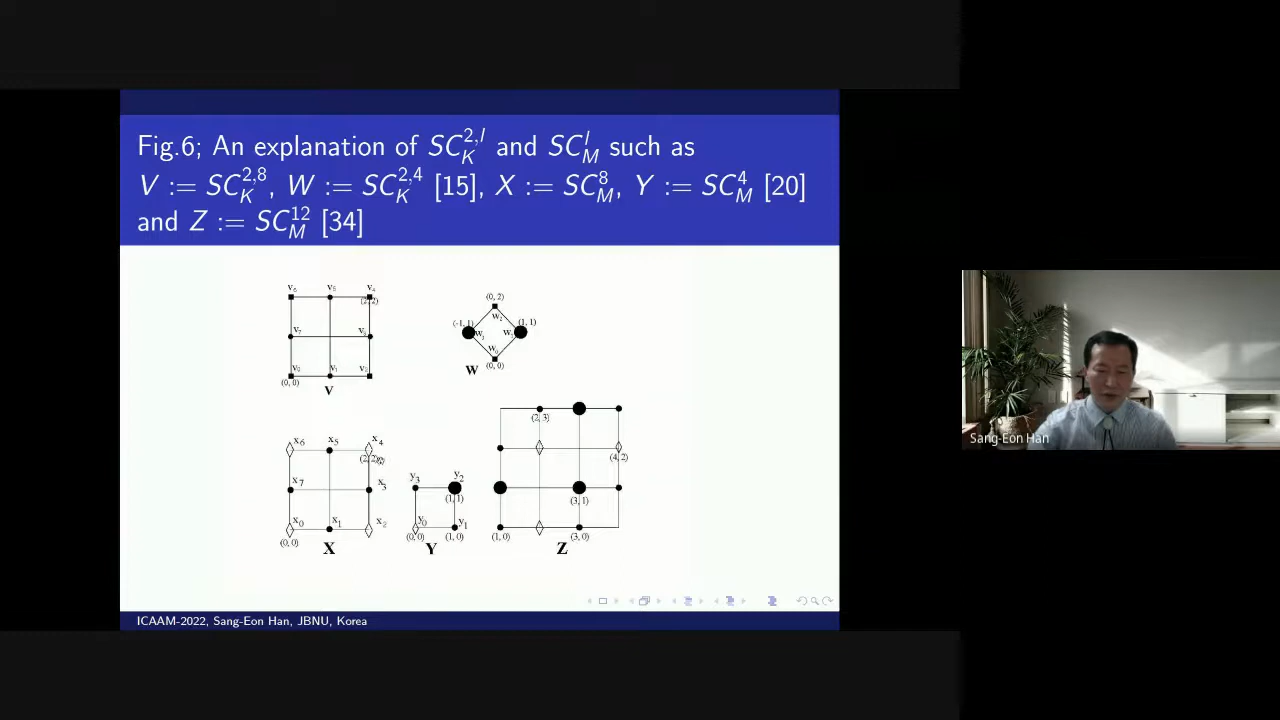 Fig.6; An explanation of SC_K^{2,l} and SC_M^l such as
V := SC_K^{2,8}, W := SC_K^{2,4} [15], X := SC_M^8, Y := SC_M^4 [20]
and Z := SC_M^{12} [34]
v6 v5 v4
(2, 2)
v7
v1
(0, 0)
V
(0, 2)
w2
(-1, 1) (1, 1)
w0
(0, 0)
W
x6 x5 x4
x7 x3
x0 x1 x2
(0, 0)
X
y3 y2
(1, 1)
y0 y1
(0, 0) (1, 0)
Y
(2, 3)
(4, 2)
(3, 1)
(1, 0) (3, 0)
Z
Sang-Eon Han
ICAAM-2022, Sang-Eon Han, JBNU, Korea